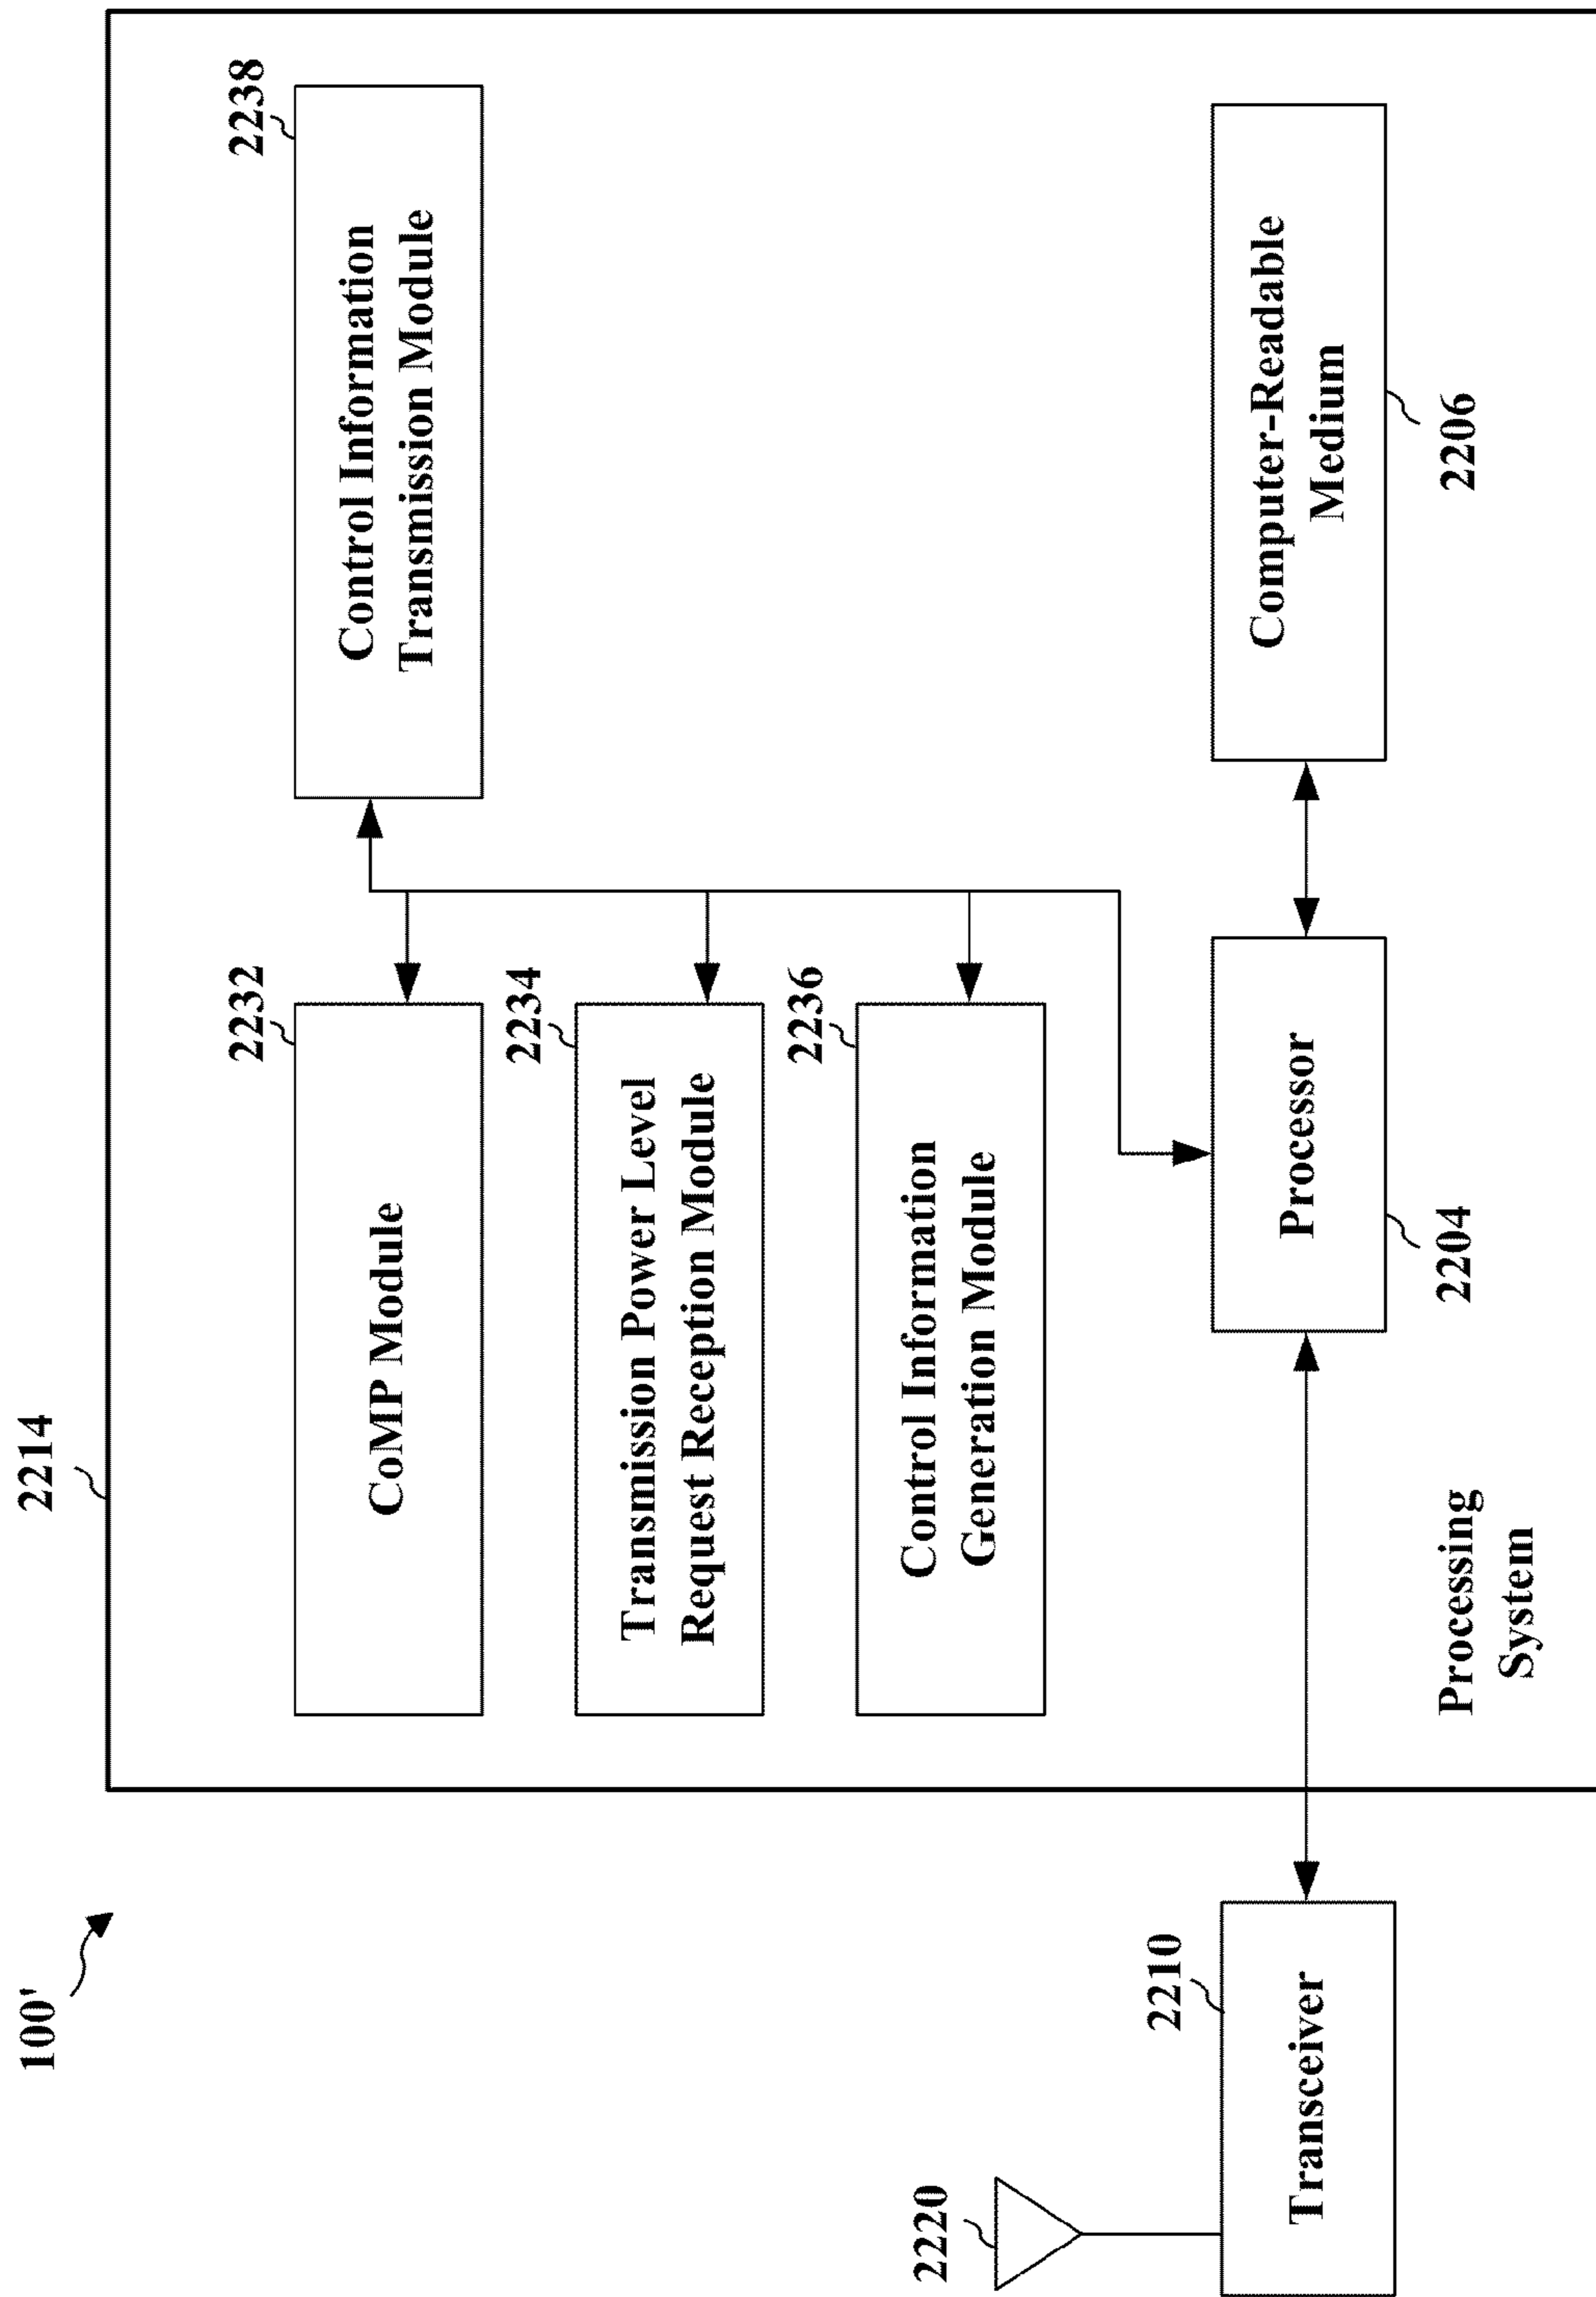 100'
2214
2232
CoMP Module
2238
Control Information
Transmission Module
2234
Transmission Power Level
Request Reception Module
2236
Control Information
Generation Module
2220
2210
Transceiver
Processor
2204
Computer-Readable
Medium
2206
Processing
System